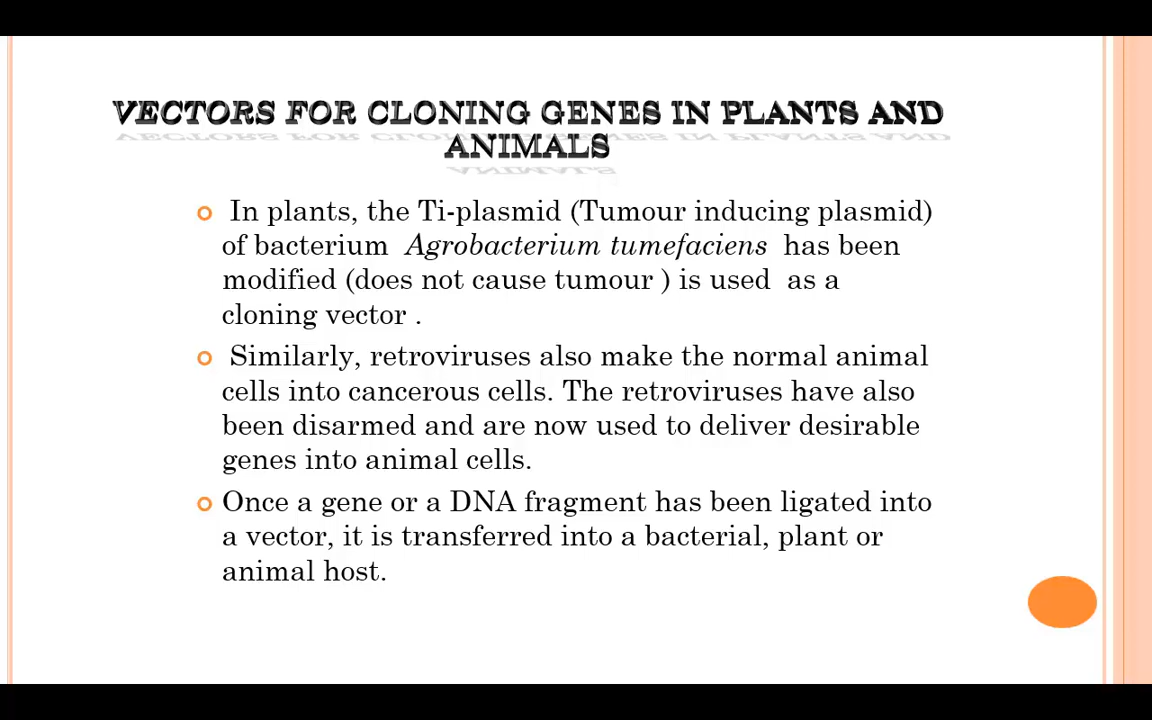 VECTORS FOR CLONING GENES IN PLANTS AND
ANIMALS
In plants, the Ti-plasmid (Tumour inducing plasmid)
of bacterium Agrobacterium tumefaciens has been
modified (does not cause tumour ) is used as a
cloning vector .
Similarly, retroviruses also make the normal animal
cells into cancerous cells. The retroviruses have also
been disarmed and are now used to deliver desirable
genes into animal cells.
Once a gene or a DNA fragment has been ligated into
a vector, it is transferred into a bacterial, plant or
animal host.